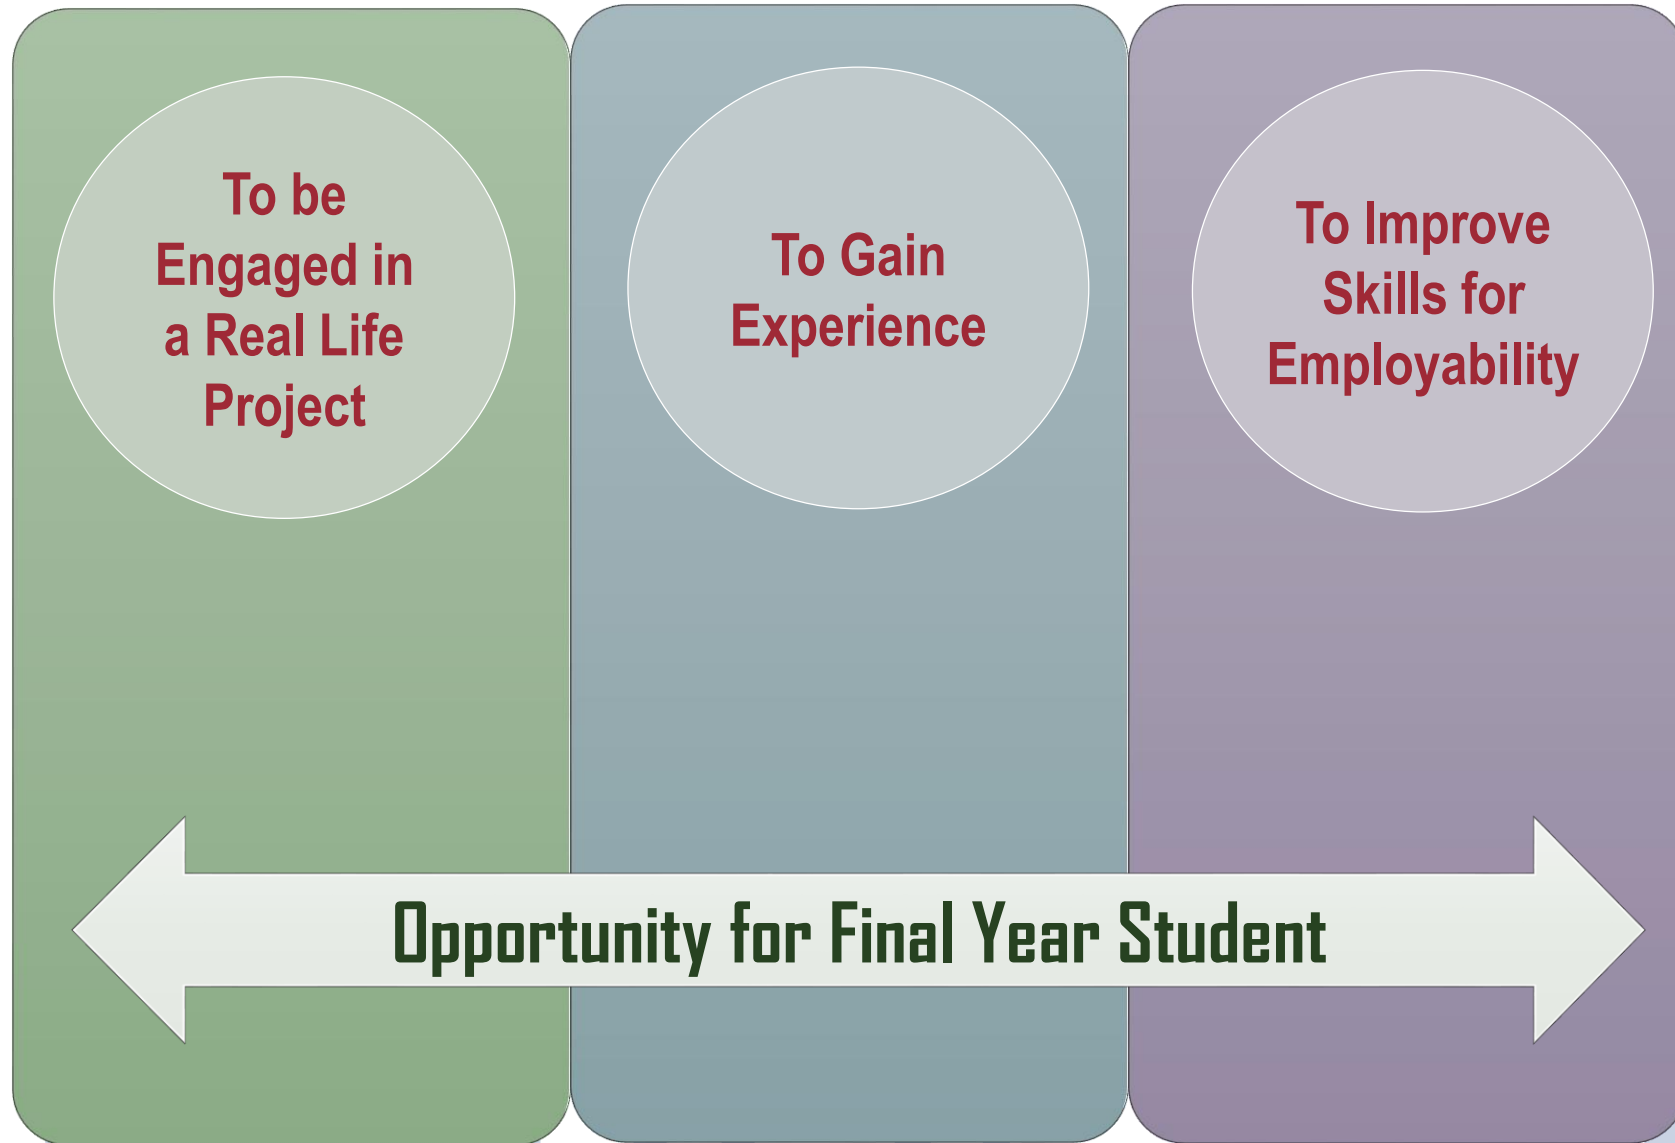 To be
Engaged in
a Real Life
Project
To Gain
Experience
To Improve
Skills for
Employability
Opportunity for Final Year Student